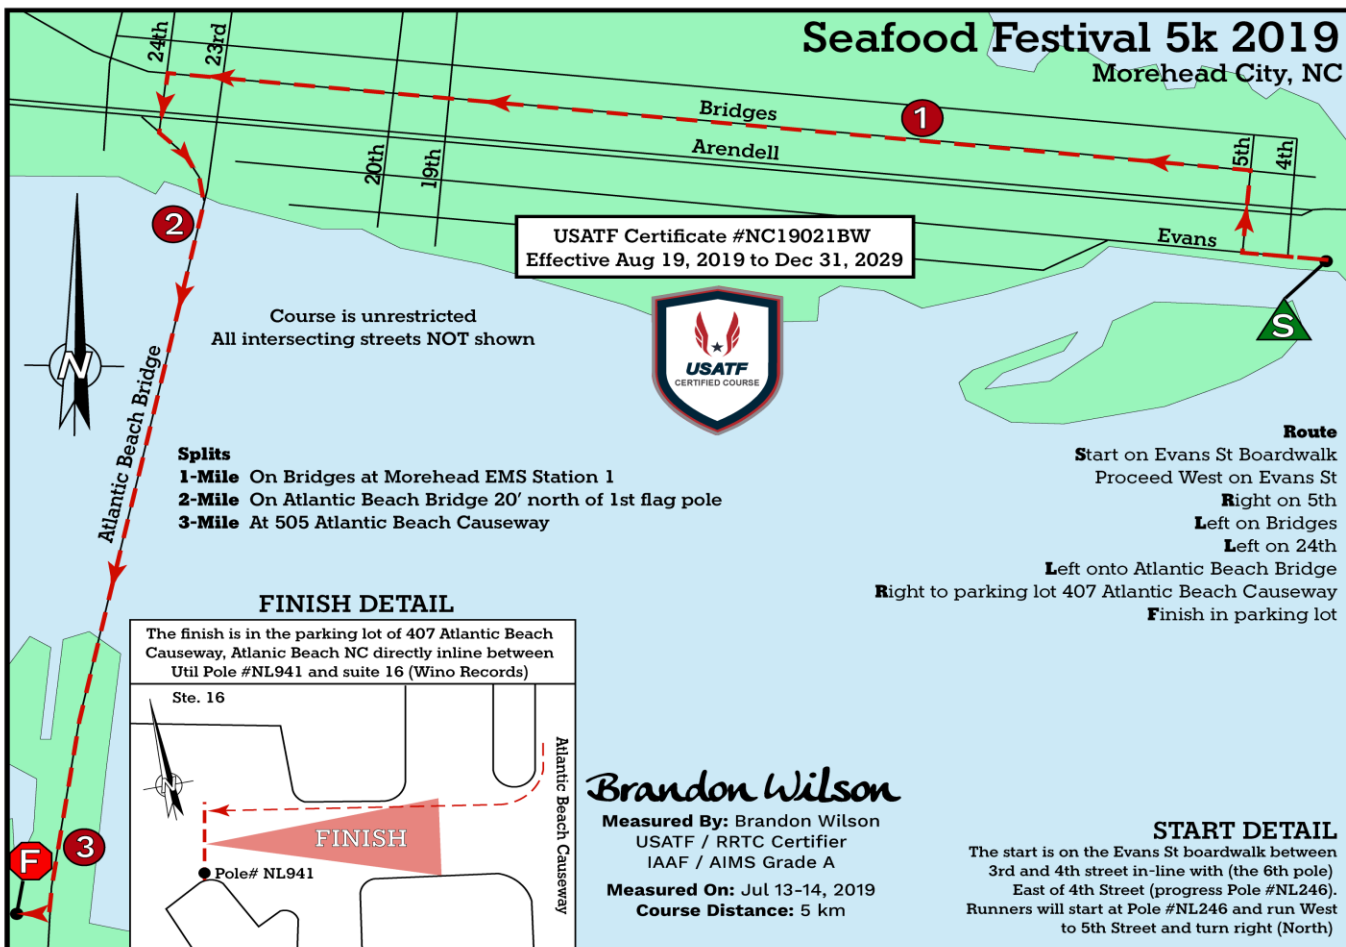 Seafood Festival 5k 2019
Morehead City, NC
24th
23rd
20th
19th
Bridges
Arendell
1
5th
4th
Evans
2
USATF Certificate #NC19021BW
Effective Aug 19, 2019 to Dec 31, 2029
S
N
Course is unrestricted
All intersecting streets NOT shown
USATF
CERTIFIED COURSE
Atlantic Beach Bridge
Splits
1-Mile On Bridges at Morehead EMS Station 1
2-Mile On Atlantic Beach Bridge 20' north of 1st flag pole
3-Mile At 505 Atlantic Beach Causeway
Route
Start on Evans St Boardwalk
Proceed West on Evans St
Right on 5th
Left on Bridges
Left on 24th
Left onto Atlantic Beach Bridge
Right to parking lot 407 Atlantic Beach Causeway
Finish in parking lot
FINISH DETAIL
The finish is in the parking lot of 407 Atlantic Beach
Causeway, Atlanic Beach NC directly inline between
Util Pole #NL941 and suite 16 (Wino Records)
Ste. 16
N
FINISH
Pole# NL941
Atlantic Beach Causeway
3
F
Brandon Wilson
Measured By: Brandon Wilson
USATF / RRTC Certifier
IAAF / AIMS Grade A
Measured On: Jul 13-14, 2019
Course Distance: 5 km
START DETAIL
The start is on the Evans St boardwalk between
3rd and 4th street in-line with (the 6th pole)
East of 4th Street (progress Pole #NL246).
Runners will start at Pole #NL246 and run West
to 5th Street and turn right (North)